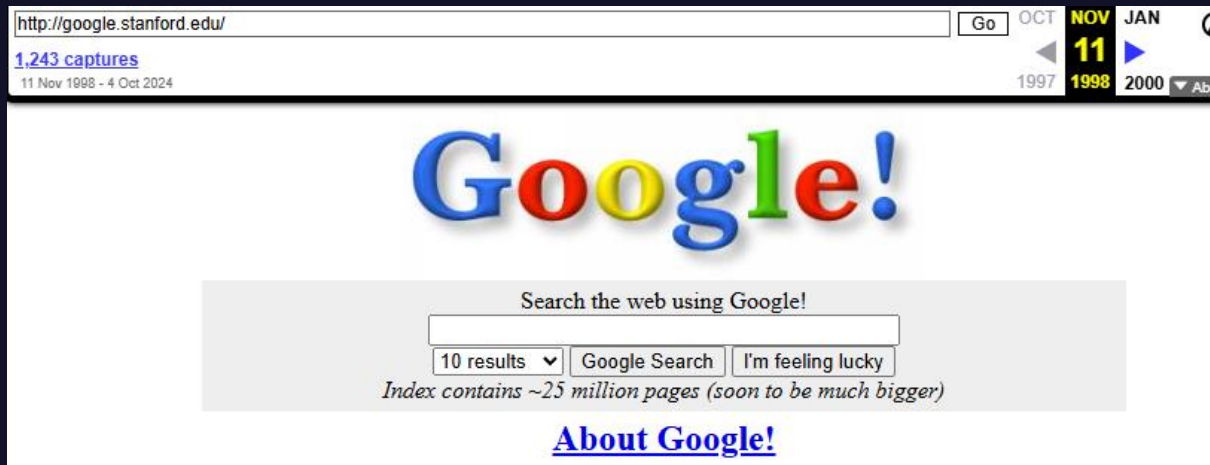 http://google.stanford.edu/ Go OCT NOV JAN
1,243 captures 11
11 Nov 1998 - 4 Oct 2024 1997 1998 2000
Google!
Search the web using Google!
10 results Google Search I'm feeling lucky
Index contains ~25 million pages (soon to be much bigger)
About Google!